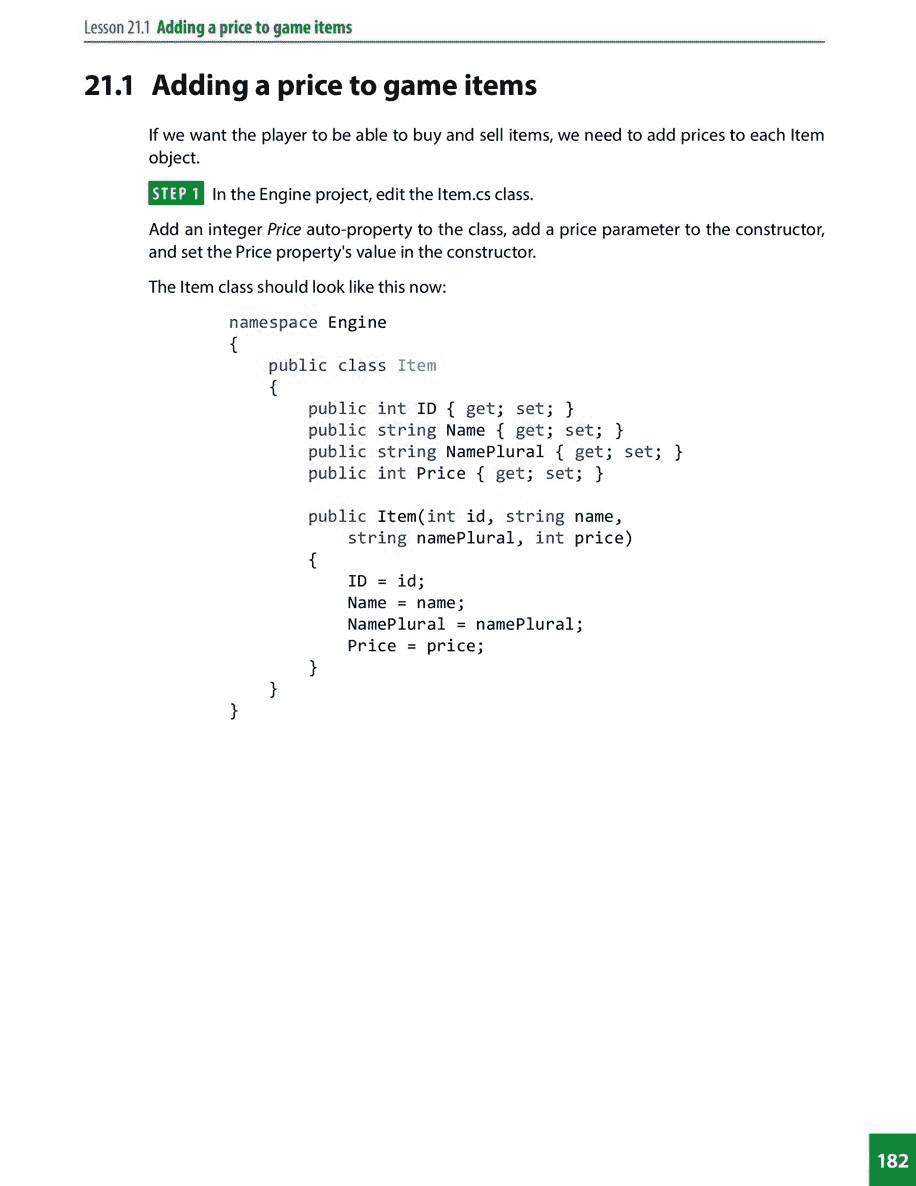 Lesson 21.1 Adding a price to game items
21.1 Adding a price to game items
If we want the player to be able to buy and sell items, we need to add prices to each Item
object.
STEP 1 In the Engine project, edit the Item.cs class.
Add an integer Price auto-property to the class, add a price parameter to the constructor,
and set the Price property's value in the constructor.
The Item class should look like this now:
namespace Engine
{
    public class Item
    {
        public int ID { get; set; }
        public string Name { get; set; }
        public string NamePlural { get; set; }
        public int Price { get; set; }

        public Item(int id, string name,
            string namePlural, int price)
        {
            ID = id;
            Name = name;
            NamePlural = namePlural;
            Price = price;
        }
    }
}
182